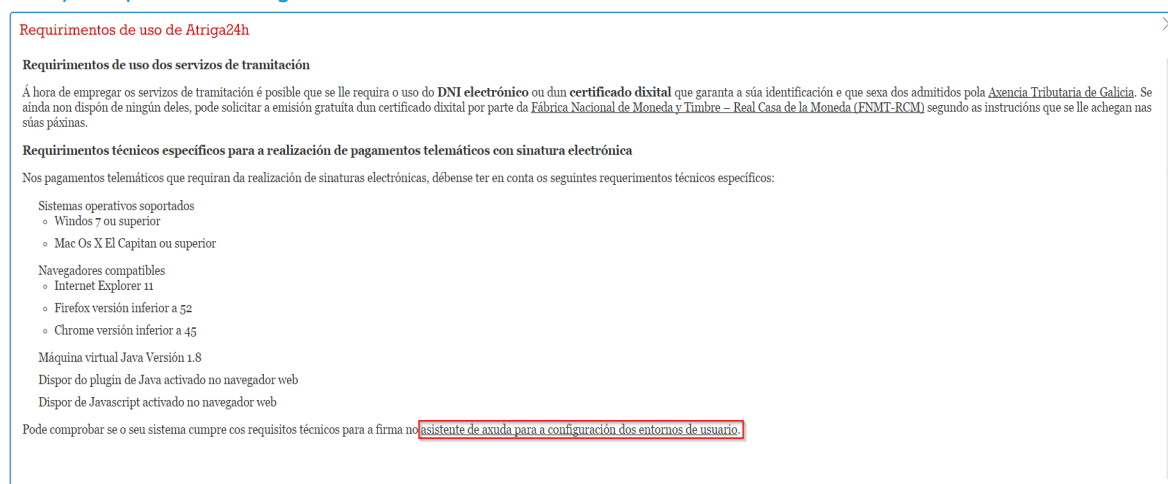 Requirimentos de uso de Atriga24h
Requirimentos de uso dos servizos de tramitación
Á hora de empregar os servizos de tramitación é posible que se lle requira o uso do DNI electrónico ou dun certificado dixital que garanta a súa identificación e que sexa dos admitidos pola Axencia Tributaria de Galicia. Se
aínda non dispón de ningún deles, pode solicitar a emisión gratuíta dun certificado dixital por parte da Fábrica Nacional de Moneda y Timbre – Real Casa de la Moneda (FNMT-RCM) segundo as instrucións que se lle achegan nas
súas páxinas.
Requirimentos técnicos específicos para a realización de pagamentos telemáticos con sinatura electrónica
Nos pagamentos telemáticos que requiran da realización de sinaturas electrónicas, débense ter en conta os seguintes requerimentos técnicos específicos:
Sistemas operativos soportados
Windos 7 ou superior
Mac Os X El Capitan ou superior
Navegadores compatibles
Internet Explorer 11
Firefox versión inferior a 52
Chrome versión inferior a 45
Máquina virtual Java Versión 1.8
Dispor do plugin de Java activado no navegador web
Dispor de Javascript activado no navegador web
Pode comprobar se o seu sistema cumpre cos requisitos técnicos para a firma no asistente de axuda para a configuración dos entornos de usuario.